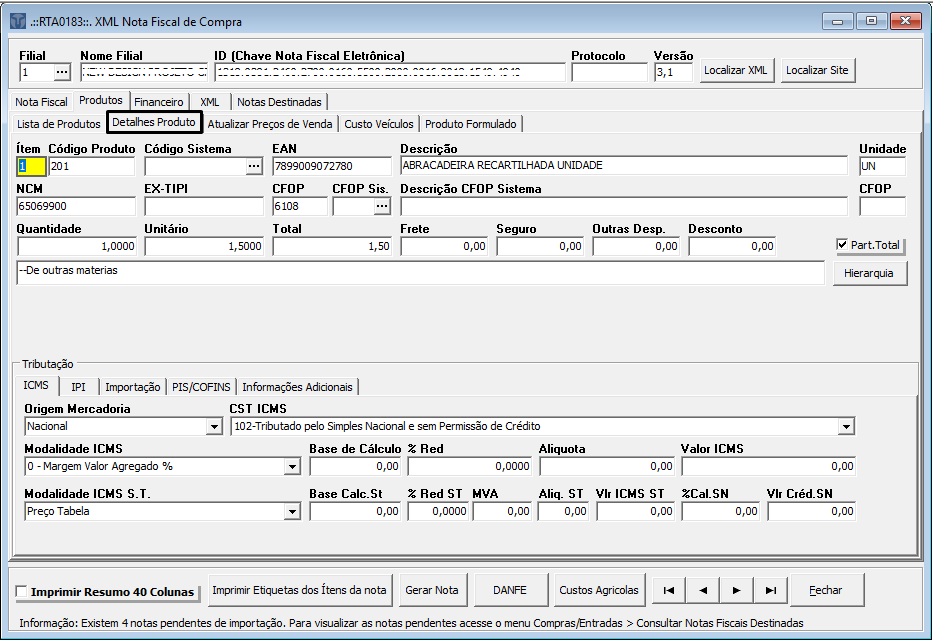 .::RTA0183::. XML Nota Fiscal de Compra
Filial Nome Filial ID (Chave Nota Fiscal Eletrônica) Protocolo Versão
1 ... 3,1 Localizar XML Localizar Site
Nota Fiscal Produtos Financeiro XML Notas Destinadas
Lista de Produtos Detalhes Produto Atualizar Preços de Venda Custo Veículos Produto Formulado
Ítem Código Produto Código Sistema EAN Descrição Unidade
1 201 ... 7899009072780 ABRACADEIRA RECARTILHADA UNIDADE UN
NCM EX-TIPI CFOP CFOP Sis. Descrição CFOP Sistema CFOP
65069900 6108 ...
Quantidade Unitário Total Frete Seguro Outras Desp. Desconto
1,0000 1,5000 1,50 0,00 0,00 0,00 0,00 Part.Total
--De outras materias Hierarquia
Tributação
ICMS IPI Importação PIS/COFINS Informações Adicionais
Origem Mercadoria CST ICMS
Nacional 102-Tributado pelo Simples Nacional e sem Permissão de Crédito
Modalidade ICMS Base de Cálculo % Red Aliquota Valor ICMS
0 - Margem Valor Agregado % 0,00 0,0000 0,00 0,00
Modalidade ICMS S.T. Base Calc.St % Red ST MVA Aliq. ST Vlr ICMS ST %Cal.SN Vlr Créd.SN
Preço Tabela 0,00 0,0000 0,00 0,00 0,00 0,00 0,00
Imprimir Resumo 40 Colunas Imprimir Etiquetas dos Ítens da nota Gerar Nota DANFE Custos Agricolas Fechar
Informação: Existem 4 notas pendentes de importação. Para visualizar as notas pendentes acesse o menu Compras/Entradas > Consultar Notas Fiscais Destinadas